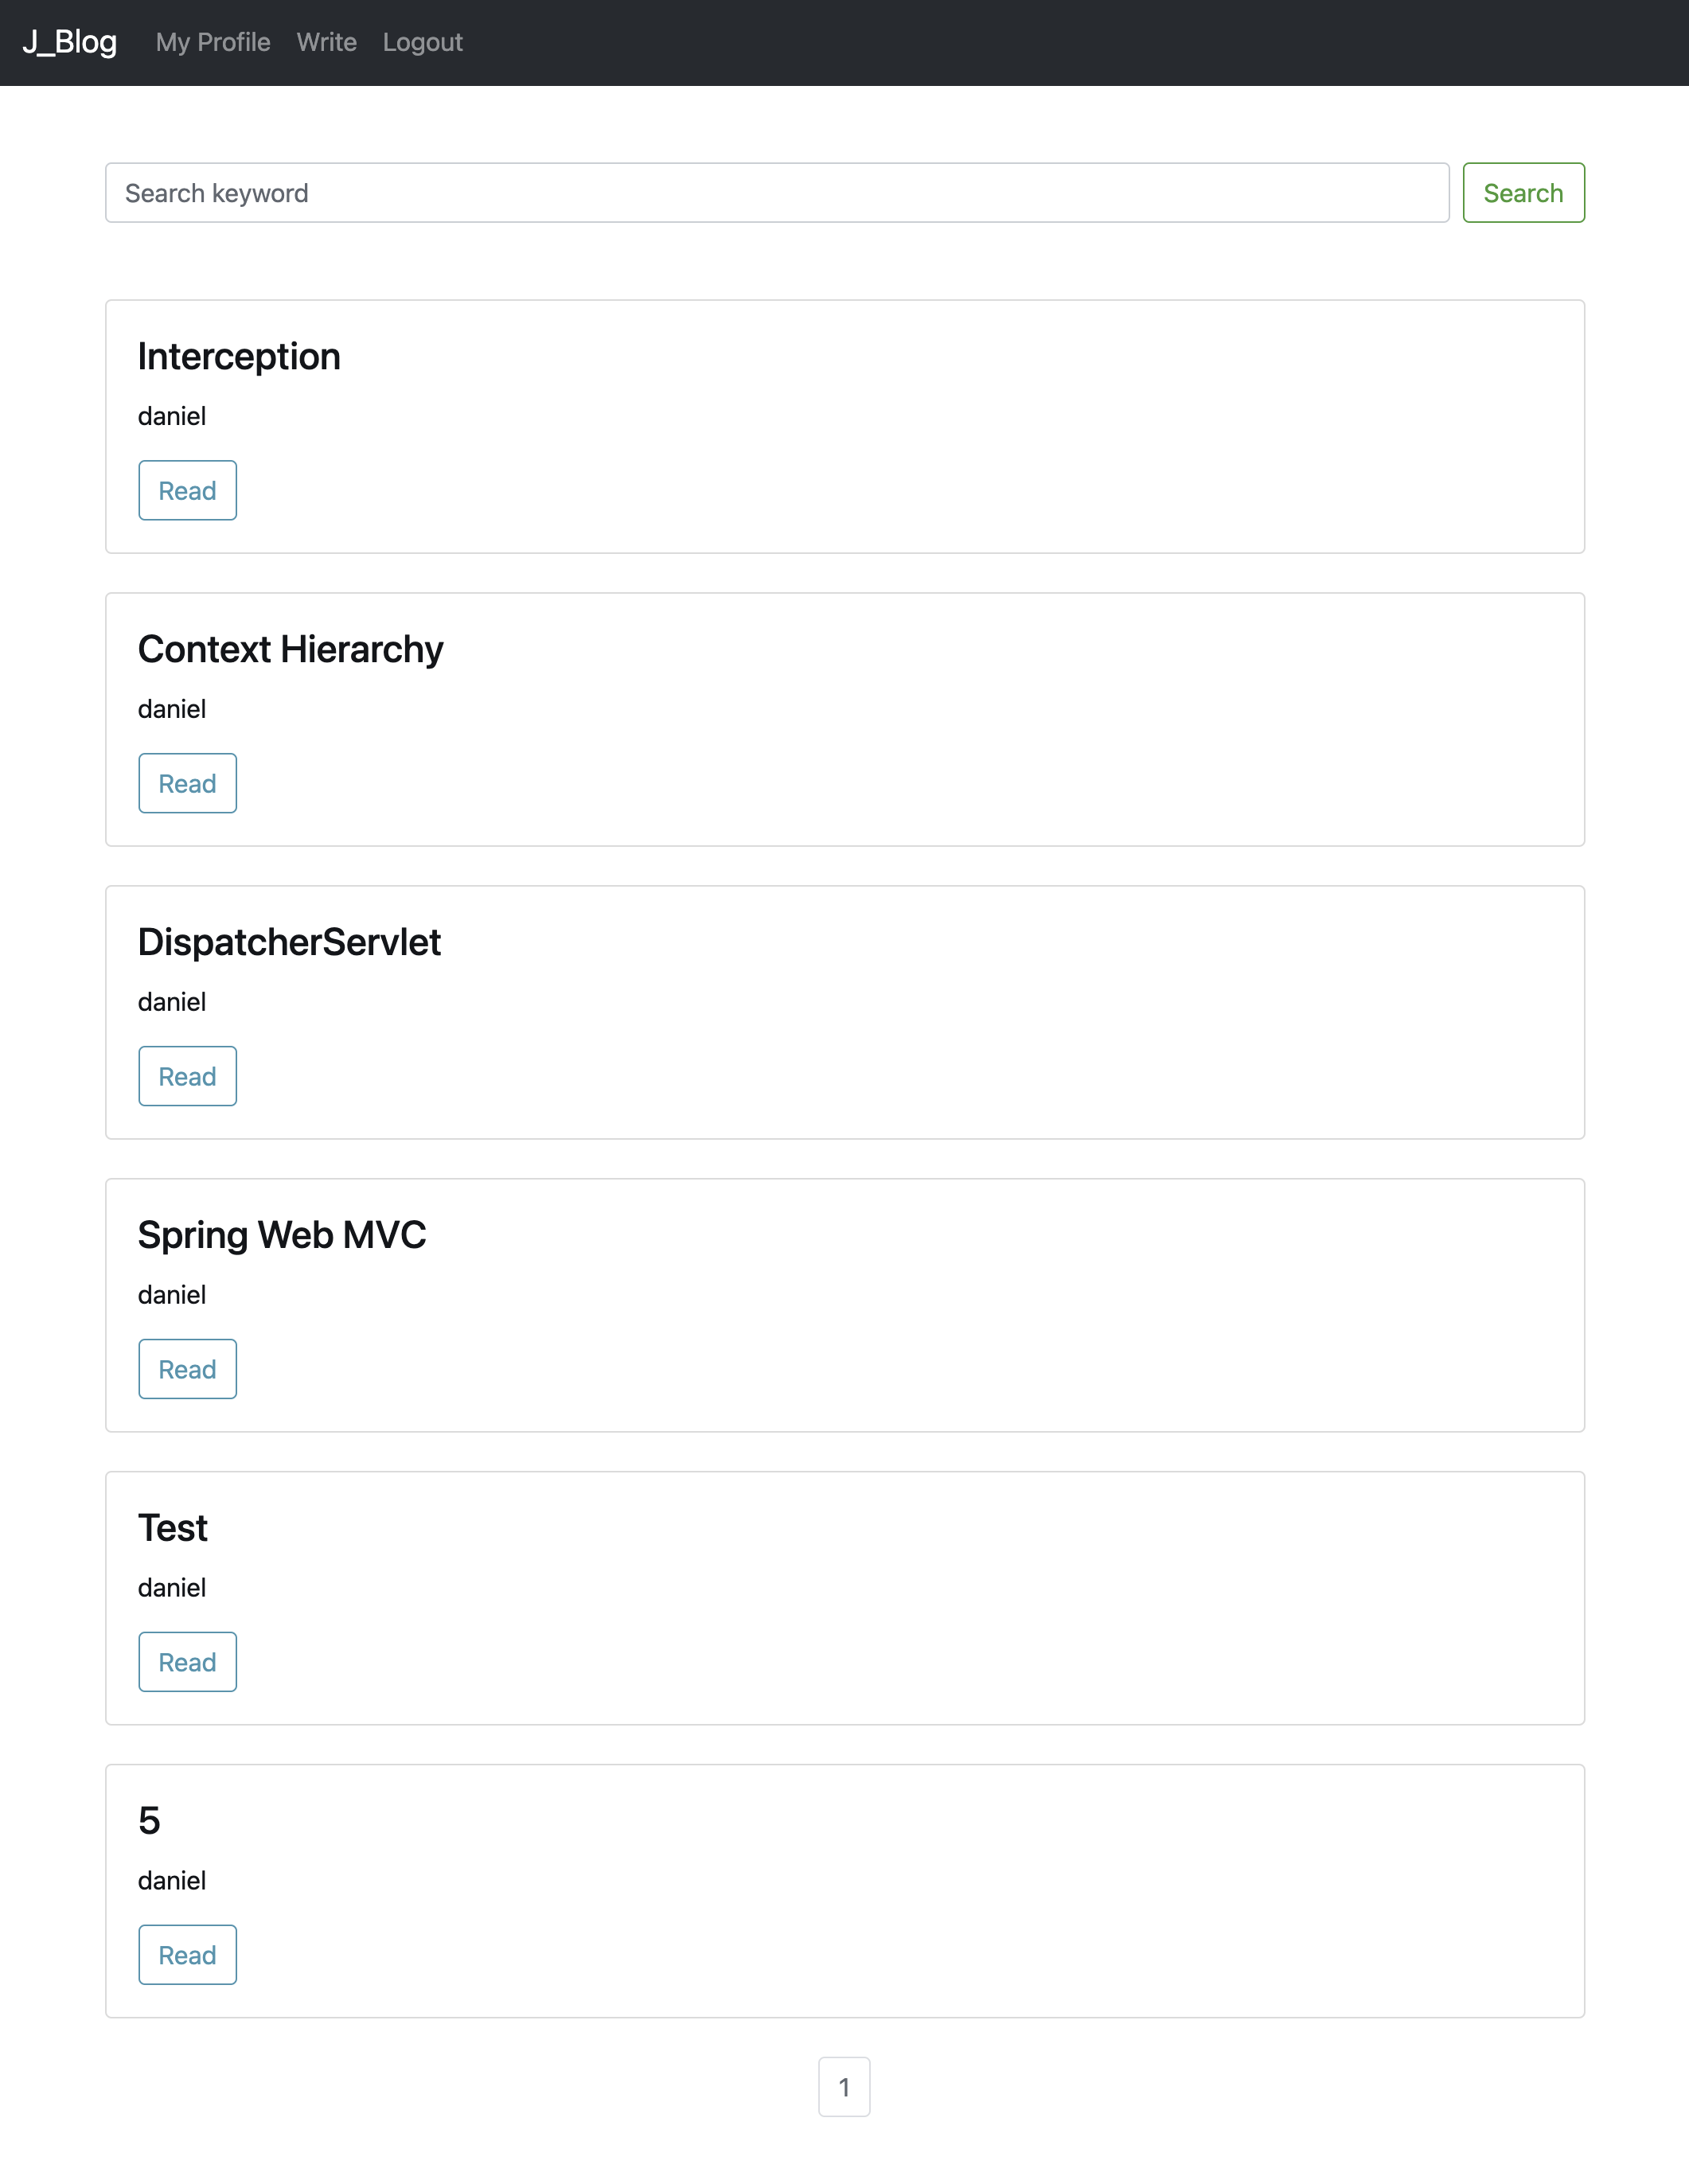 J_Blog My Profile Write Logout
Search keyword Search
Interception
daniel
Read
Context Hierarchy
daniel
Read
DispatcherServlet
daniel
Read
Spring Web MVC
daniel
Read
Test
daniel
Read
5
daniel
Read
1